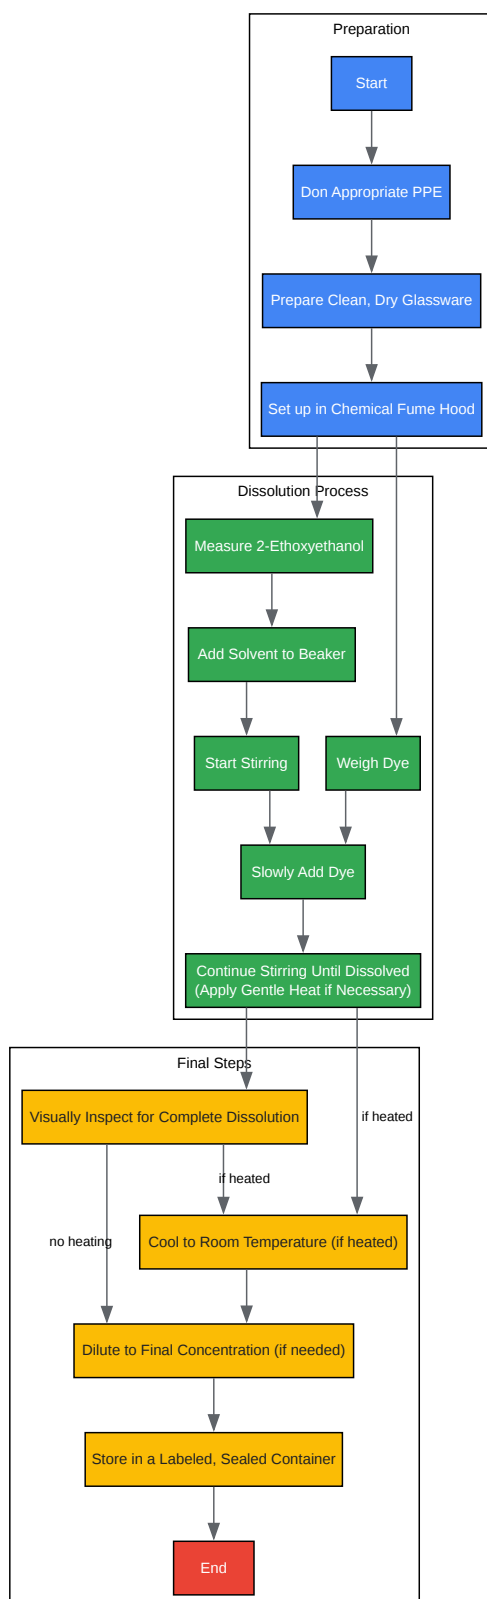 Preparation
Start
Don Appropriate PPE
Prepare Clean, Dry Glassware
Set up in Chemical Fume Hood
Dissolution Process
Measure 2-Ethoxyethanol
Add Solvent to Beaker
Start Stirring
Weigh Dye
Slowly Add Dye
Continue Stirring Until Dissolved
(Apply Gentle Heat if Necessary)
Final Steps
Visually Inspect for Complete Dissolution
if heated
if heated
no heating
Cool to Room Temperature (if heated)
Dilute to Final Concentration (if needed)
Store in a Labeled, Sealed Container
End